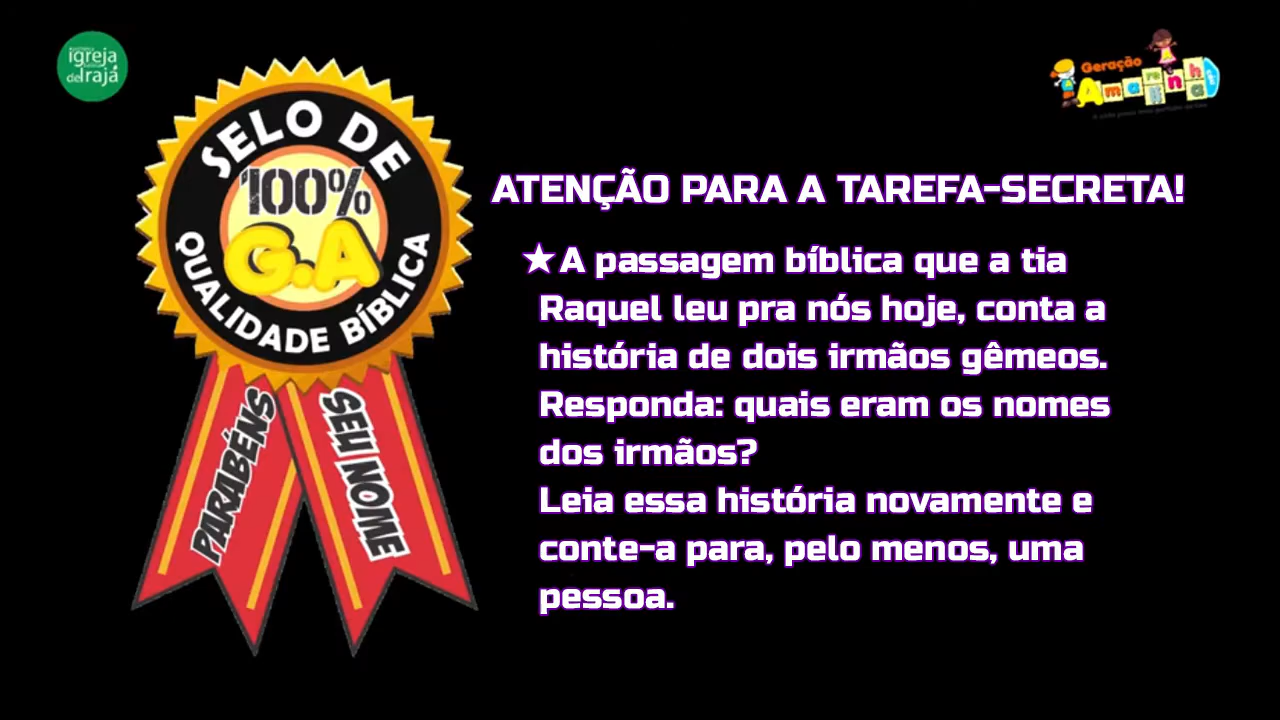 igreja
de Irajá
Geração
Amarelinha
SELO DE
100%
G.A
QUALIDADE BÍBLICA
PARABÉNS
SEU NOME
ATENÇÃO PARA A TAREFA-SECRETA!
★A passagem bíblica que a tia
Raquel leu pra nós hoje, conta a
história de dois irmãos gêmeos.
Responda: quais eram os nomes
dos irmãos?
Leia essa história novamente e
conte-a para, pelo menos, uma
pessoa.